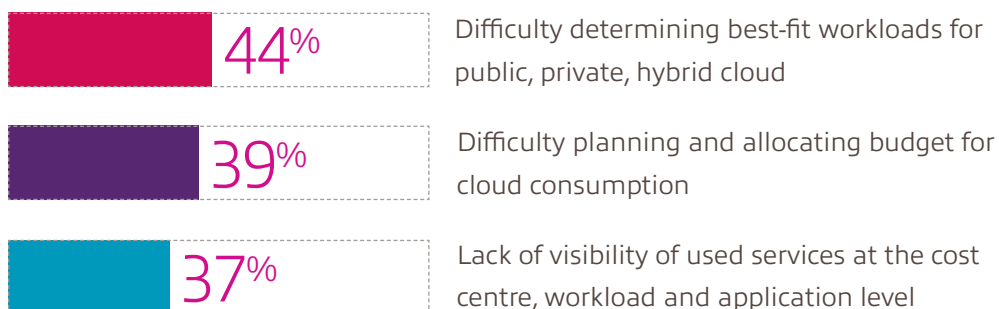 44%
Difficulty determining best-fit workloads for
public, private, hybrid cloud
39%
Difficulty planning and allocating budget for
cloud consumption
37%
Lack of visibility of used services at the cost
centre, workload and application level